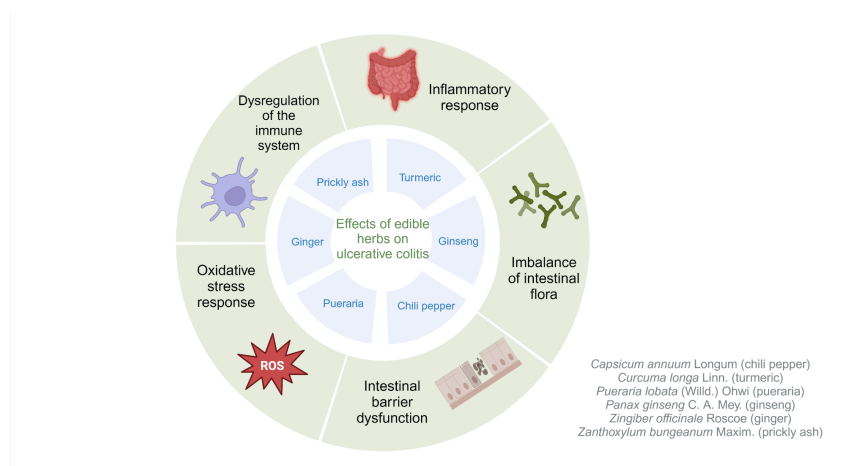 Inflammatory
response
Dysregulation
of the
immune
system
Prickly ash
Turmeric
Effects of edible
herbs on
ulcerative colitis
Ginger
Ginseng
Pueraria
Chili pepper
Imbalance
of intestinal
flora
Oxidative
stress
response
ROS
Intestinal
barrier
dysfunction
Capsicum annuum Longum (chili pepper)
Curcuma longa Linn. (turmeric)
Pueraria lobata (Willd.) Ohwi (pueraria)
Panax ginseng C. A. Mey. (ginseng)
Zingiber officinale Roscoe (ginger)
Zanthoxylum bungeanum Maxim. (prickly ash)